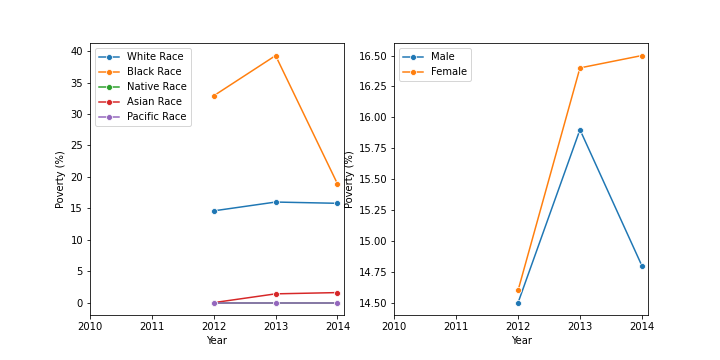 White Race
Black Race
Native Race
Asian Race
Pacific Race
40
35
30
25
20
15
10
5
0
Poverty (%)
2010 2011 2012 2013 2014
Year
Male
Female
16.50
16.25
16.00
15.75
15.50
15.25
15.00
14.75
14.50
Poverty (%)
2010 2011 2012 2013 2014
Year